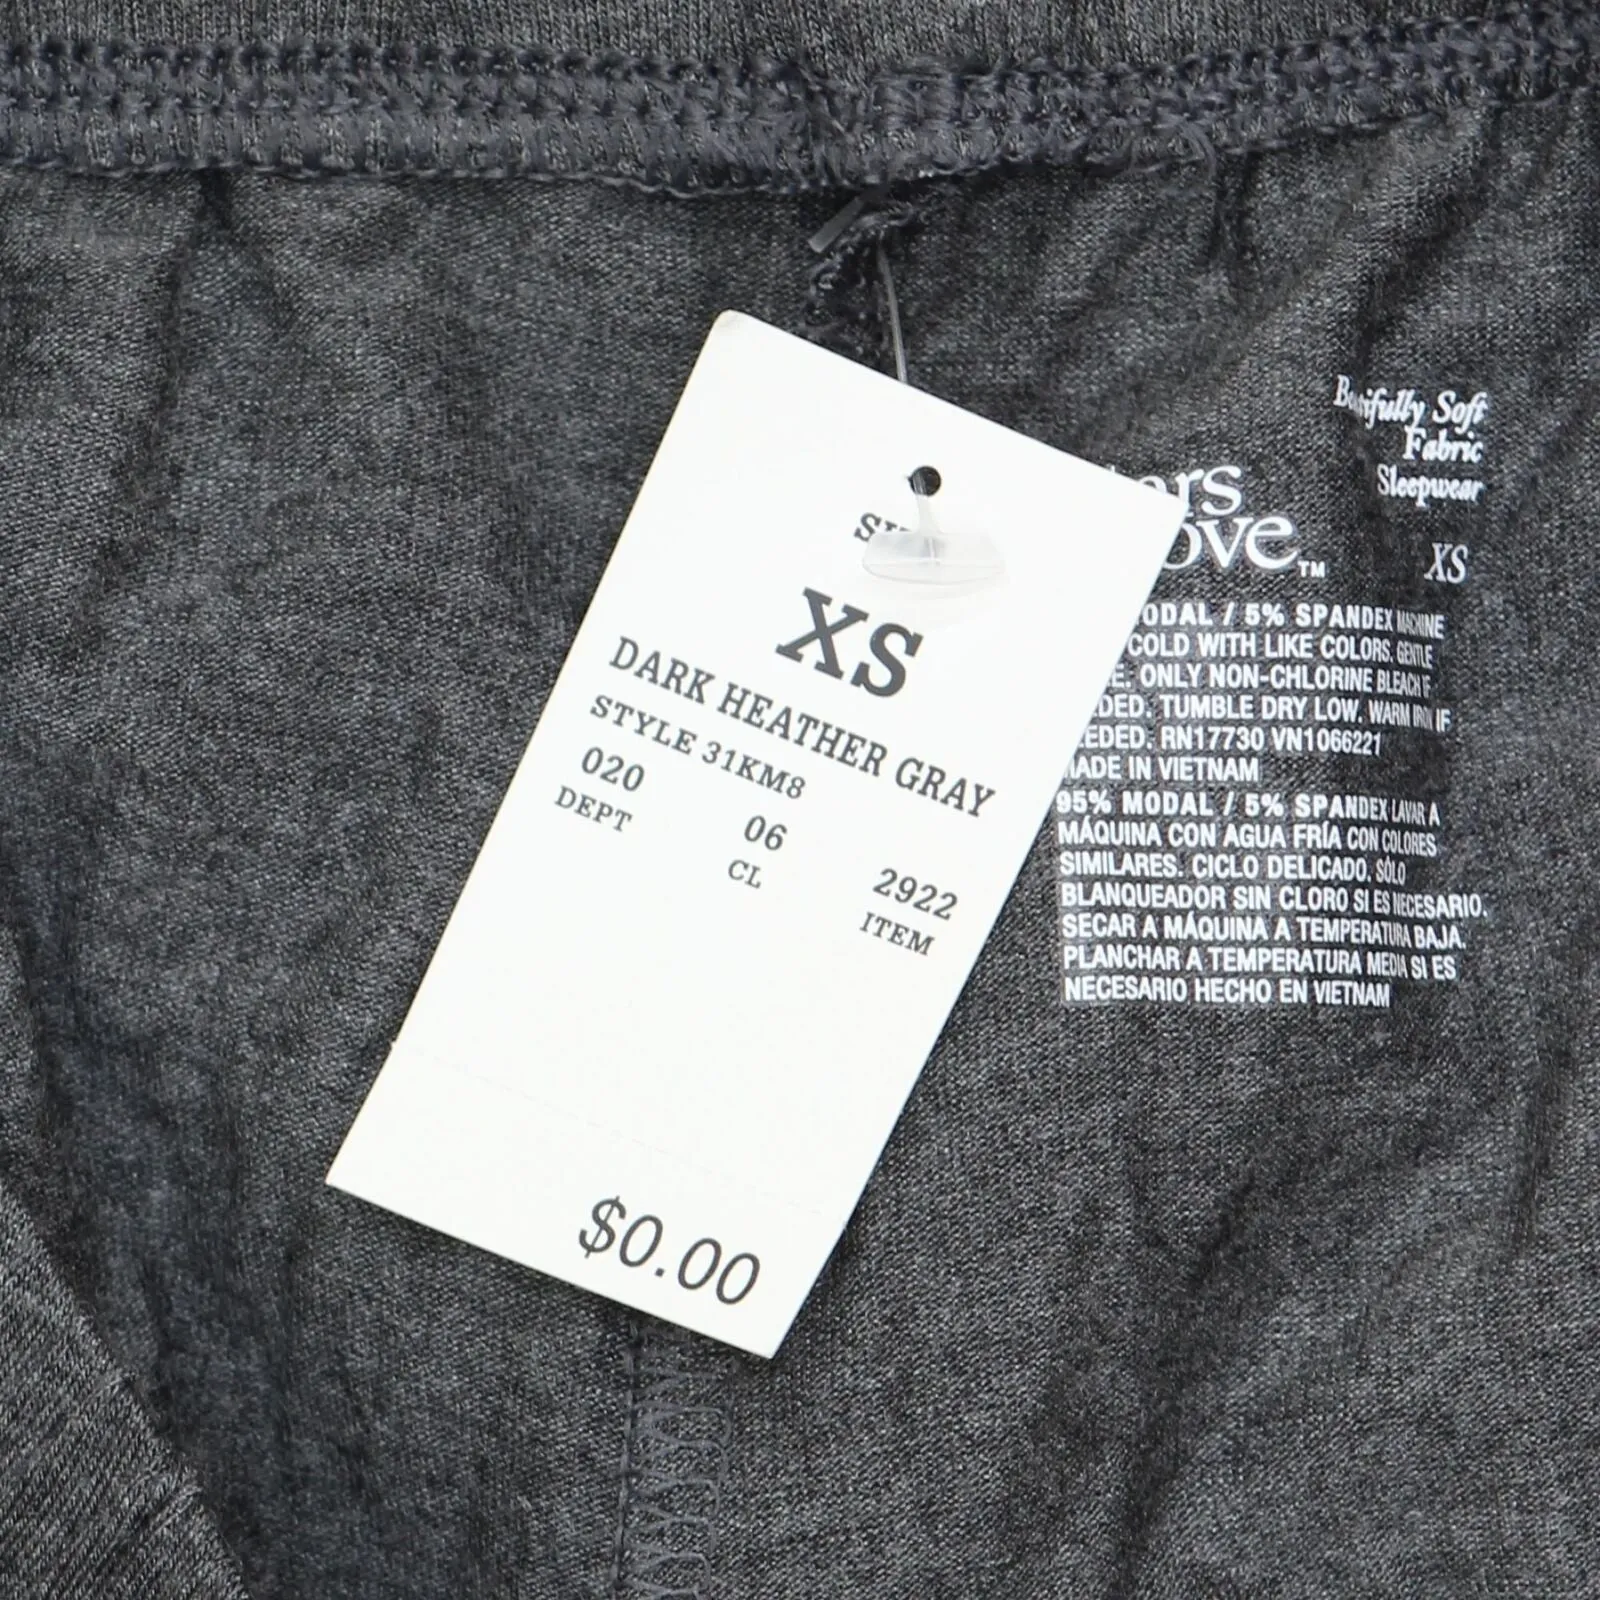 XS
DARK HEATHER GRAY
STYLE 31KM8
020 06 2922
DEPT CL ITEM
$0.00
Soft
Fabric
Sleepwear
XS
5% SPANDEX MACHINE
COLD WITH LIKE COLORS. GENTLE
ONLY NON-CHLORINE BLEACH IF
TUMBLE DRY LOW. WARM IRON IF
RN17730 VN1066221
IN VIETNAM
95% MODAL / 5% SPANDEX LAVAR A
MÁQUINA CON AGUA FRÍA CON COLORES
SIMILARES. CICLO DELICADO. SÓLO
BLANQUEADOR SIN CLORO SI ES NECESARIO.
SECAR A MÁQUINA A TEMPERATURA BAJA.
PLANCHAR A TEMPERATURA MEDIA SI ES
NECESARIO HECHO EN VIETNAM